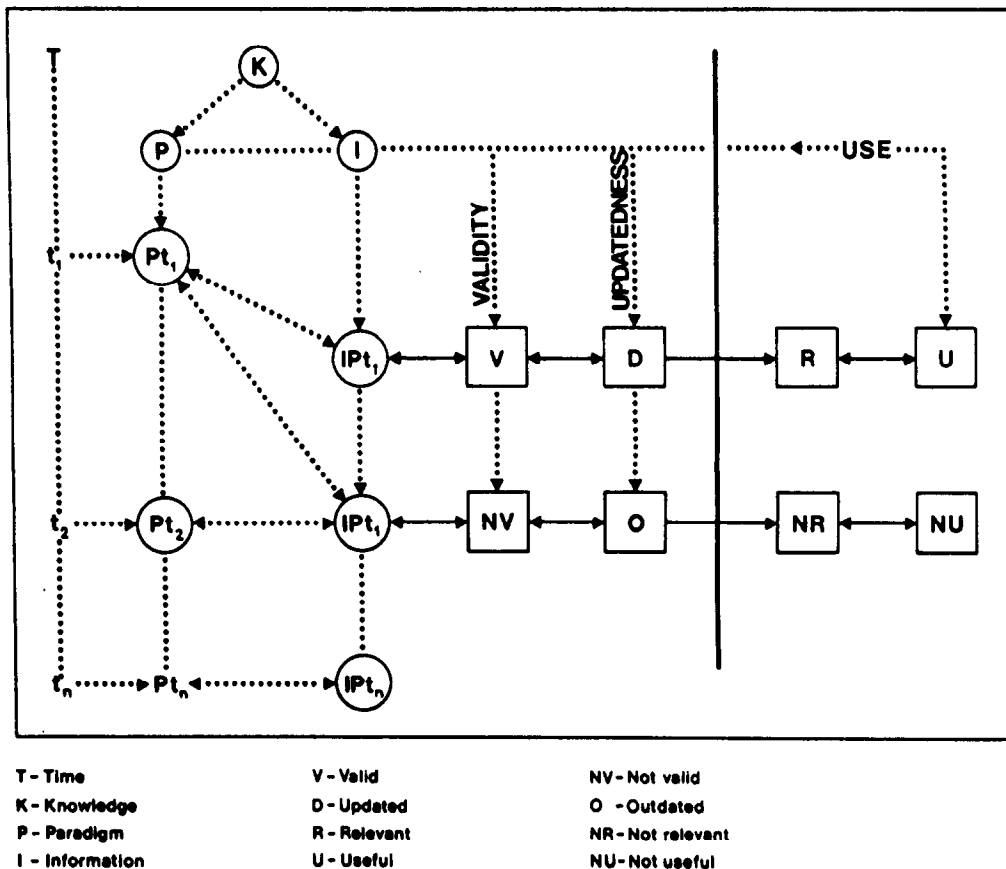 T
K
P
I
USE
VALIDITY
UPDATEDNESS
t₁
Pt₁
IPt₁
V
D
R
U
t₂
Pt₂
IPt₁
NV
O
NR
NU
tₙ
Ptₙ
IPtₙ
T - Time
V - Valid
NV - Not valid
K - Knowledge
D - Updated
O - Outdated
P - Paradigm
R - Relevant
NR - Not relevant
I - Information
U - Useful
NU - Not useful